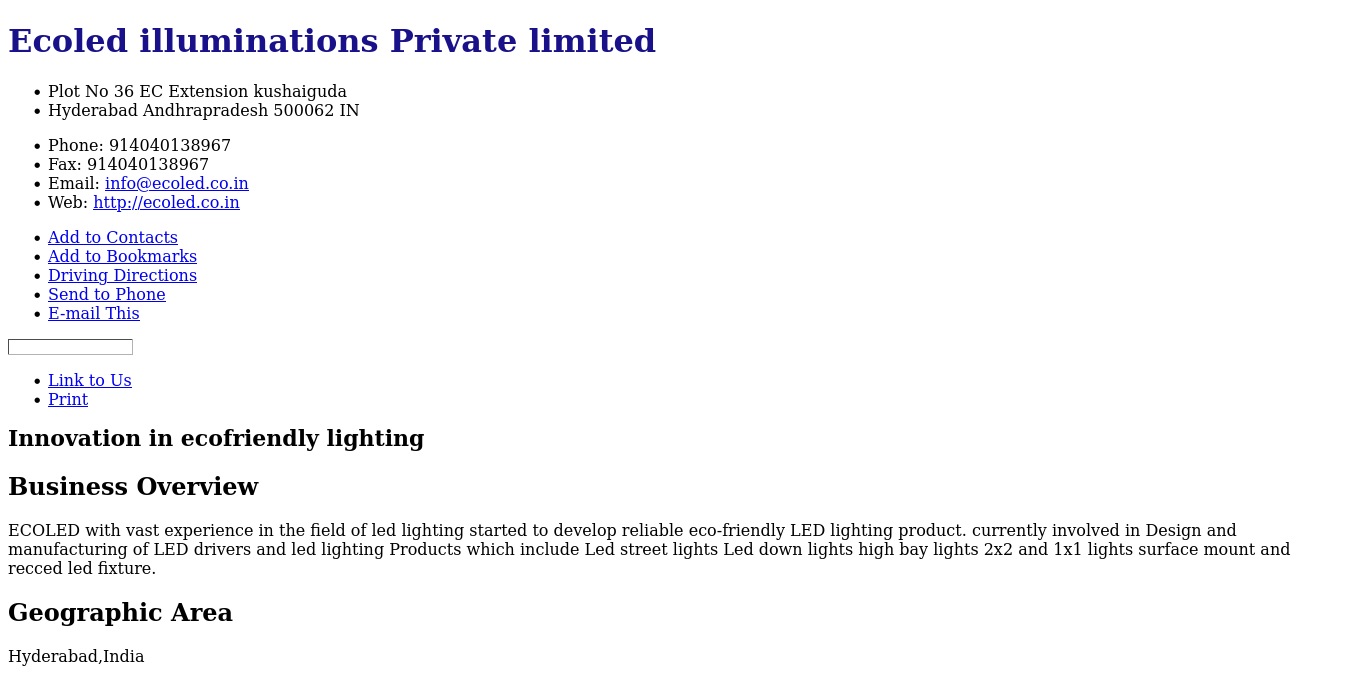 Ecoled illuminations Private limited
Plot No 36 EC Extension kushaiguda
Hyderabad Andhrapradesh 500062 IN
Phone: 914040138967
Fax: 914040138967
Email: info@ecoled.co.in
Web: http://ecoled.co.in
Add to Contacts
Add to Bookmarks
Driving Directions
Send to Phone
E-mail This
Link to Us
Print
Innovation in ecofriendly lighting
Business Overview
ECOLED with vast experience in the field of led lighting started to develop reliable eco-friendly LED lighting product. currently involved in Design and
manufacturing of LED drivers and led lighting Products which include Led street lights Led down lights high bay lights 2x2 and 1x1 lights surface mount and
recced led fixture.
Geographic Area
Hyderabad,India